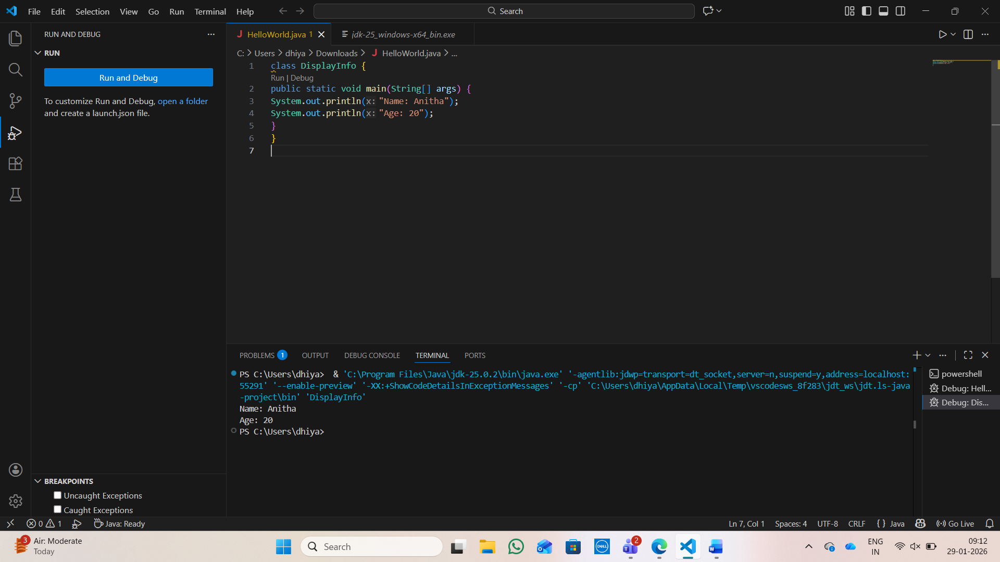 File Edit Selection View Go Run Terminal Help
Search
RUN AND DEBUG
RUN
Run and Debug
To customize Run and Debug, open a folder
and create a launch.json file.
HelloWorld.java 1
jdk-25_windows-x64_bin.exe
C: > Users > dhiya > Downloads > J HelloWorld.java > ...
1 class DisplayInfo {
Run | Debug
2 public static void main(String[] args) {
3 System.out.println(x: "Name: Anitha");
4 System.out.println(x: "Age: 20");
5 }
6 }
7
PROBLEMS 1 OUTPUT DEBUG CONSOLE TERMINAL PORTS
PS C:\Users\dhiya>  & 'C:\Program Files\Java\jdk-25.0.2\bin\java.exe' '-agentlib:jdwp=transport=dt_socket,server=n,suspend=y,address=localhost:
55291' '--enable-preview' '-XX:+ShowCodeDetailsInExceptionMessages' '-cp' 'C:\Users\dhiya\AppData\Local\Temp\vscodesws_8f283\jdt_ws\jdt.ls-java
-project\bin' 'DisplayInfo'
Name: Anitha
Age: 20
PS C:\Users\dhiya>
powershell
Debug: Hell...
Debug: Dis...
BREAKPOINTS
Uncaught Exceptions
Caught Exceptions
0 1 Java: Ready
Ln 7, Col 1 Spaces: 4 UTF-8 CRLF { } Java Go Live
3
Air: Moderate
Today
Search
DELL
2
ENG
IN
09:12
29-01-2026